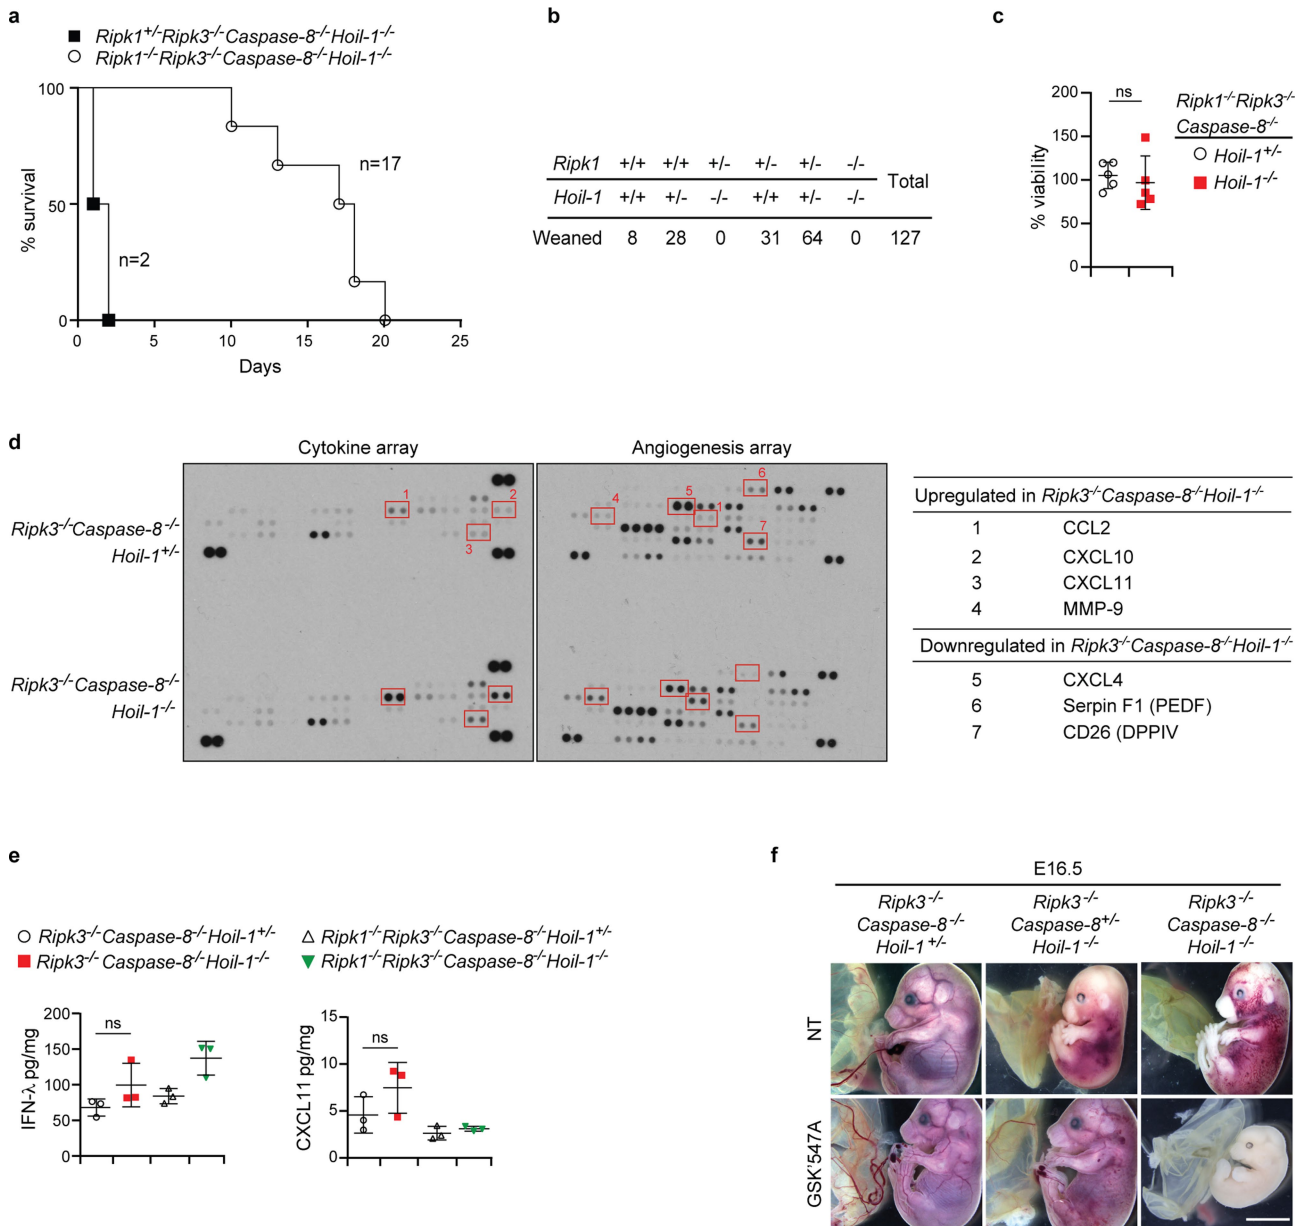 a
Ripk1+/-Ripk3-/-Caspase-8-/-Hoil-1-/-
Ripk1-/-Ripk3-/-Caspase-8-/-Hoil-1-/-
% survival
100
50
0
n=17
n=2
0 5 10 15 20 25
Days
b
Ripk1 +/+ +/+ +/- +/- +/- -/- Total
Hoil-1 +/+ +/- -/- +/+ +/- -/-
Weaned 8 28 0 31 64 0 127
c
% viability
200
150
100
50
0
ns
Ripk1-/-Ripk3-/-
Caspase-8-/-
Hoil-1+/-
Hoil-1-/-
d
Cytokine array
Angiogenesis array
Ripk3-/-Caspase-8-/-
Hoil-1+/-
Ripk3-/-Caspase-8-/-
Hoil-1-/-
1
2
3
4
5
1
6
7
Upregulated in Ripk3-/-Caspase-8-/-Hoil-1-/-
1 CCL2
2 CXCL10
3 CXCL11
4 MMP-9
Downregulated in Ripk3-/-Caspase-8-/-Hoil-1-/-
5 CXCL4
6 Serpin F1 (PEDF)
7 CD26 (DPPIV
e
Ripk3-/-Caspase-8-/-Hoil-1+/-
Ripk3-/-Caspase-8-/-Hoil-1-/-
Ripk1-/-Ripk3-/-Caspase-8-/-Hoil-1+/-
Ripk1-/-Ripk3-/-Caspase-8-/-Hoil-1-/-
IFN-λ pg/mg
200
150
100
50
0
ns
CXCL11 pg/mg
15
10
5
0
ns
f
E16.5
Ripk3-/-
Caspase-8-/-
Hoil-1+/-
Ripk3-/-
Caspase-8+/-
Hoil-1-/-
Ripk3-/-
Caspase-8-/-
Hoil-1-/-
NT
GSK'547A